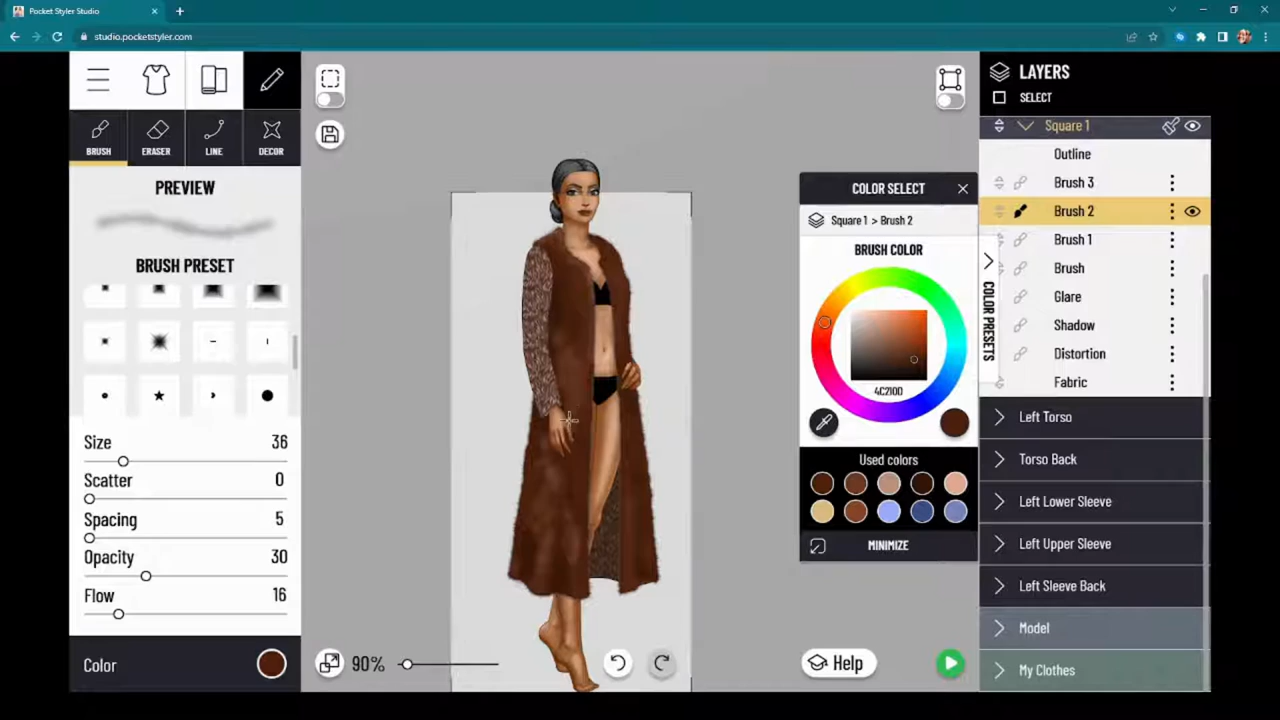 Pocket Styler Studio
studio.pocketstyler.com
BRUSH
ERASER
LINE
DECOR
PREVIEW
BRUSH PRESET
Size 36
Scatter 0
Spacing 5
Opacity 30
Flow 16
Color
90%
Help
COLOR SELECT
Square 1 > Brush 2
BRUSH COLOR
4C2100
Used colors
MINIMIZE
COLOR PRESETS
LAYERS
SELECT
Square 1
Outline
Brush 3
Brush 2
Brush 1
Brush
Glare
Shadow
Distortion
Fabric
Left Torso
Torso Back
Left Lower Sleeve
Left Upper Sleeve
Left Sleeve Back
Model
My Clothes